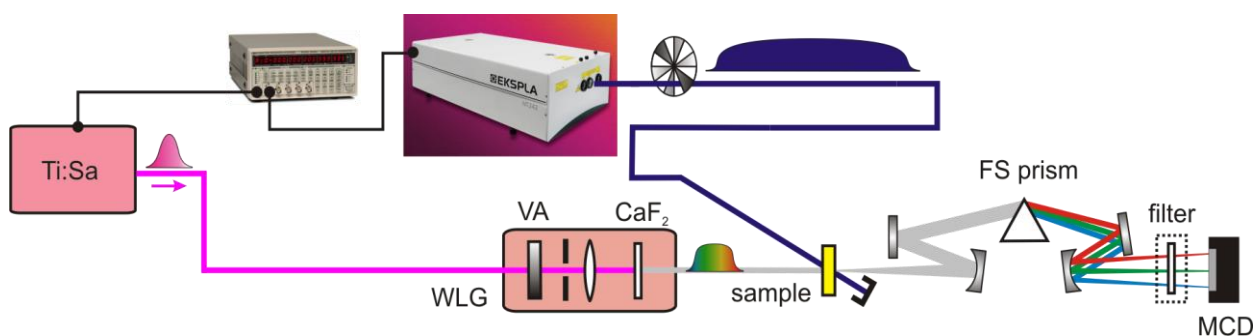 EKSPLA
Ti:Sa
FS prism
VA
CaF₂
filter
WLG
sample
MCD